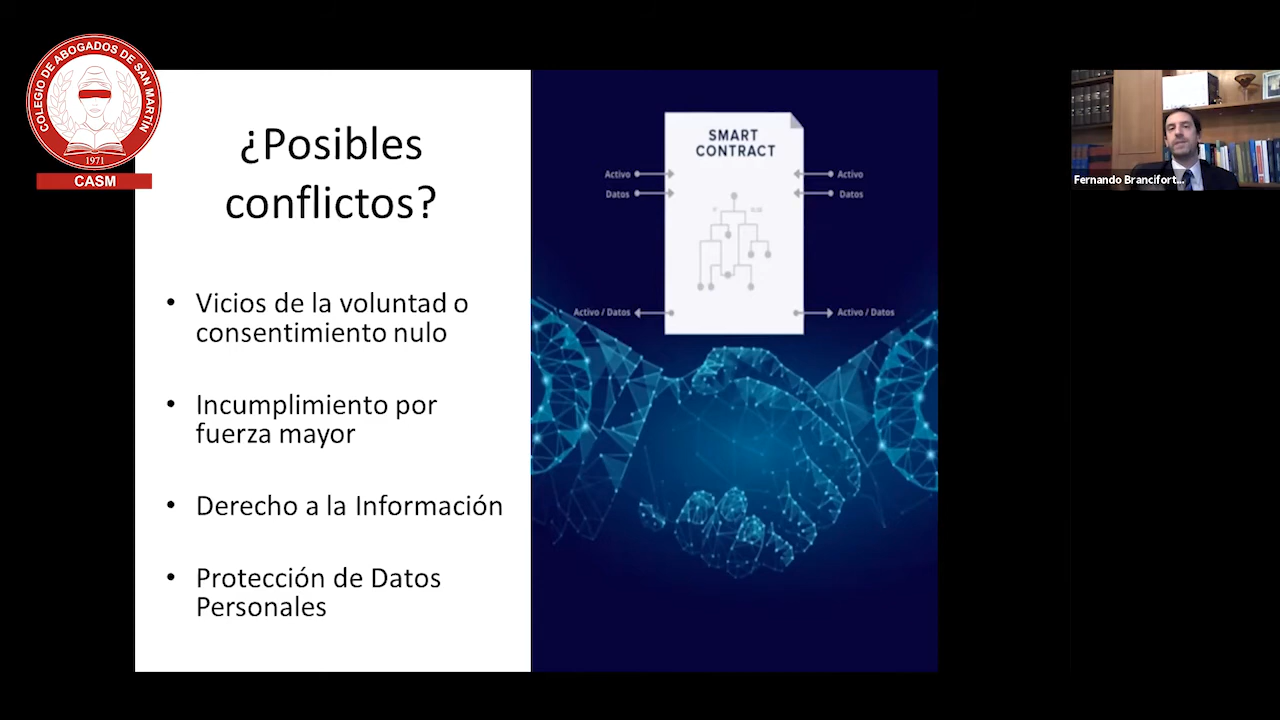 COLEGIO DE ABOGADOS DE SAN MARTÍN
1971
CASM
¿Posibles
conflictos?
• Vicios de la voluntad o
consentimiento nulo
• Incumplimiento por
fuerza mayor
• Derecho a la Información
• Protección de Datos
Personales
SMART
CONTRACT
Activo
Activo
Datos
Datos
Activo / Datos
Activo / Datos
Fernando Brancifort...